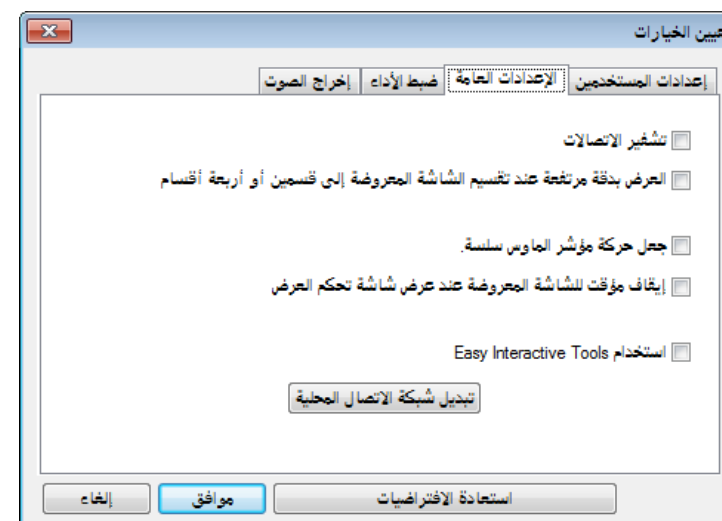 عيين الخيارات
إعدادات المستخدمين الإعدادات العامة ضبط الأداء إخراج الصوت
تشفير الاتصالات
العرض بدقة مرتفعة عند تقسيم الشاشة المعروضة إلى قسمين أو أربعة أقسام
جعل حركة مؤشر الماوس سلسة.
إيقاف مؤقت للشاشة المعروضة عند عرض شاشة تحكم العرض
استخدام Easy Interactive Tools
تبديل شبكة الاتصال المحلية
استعادة الافتراضيات موافق إلغاء